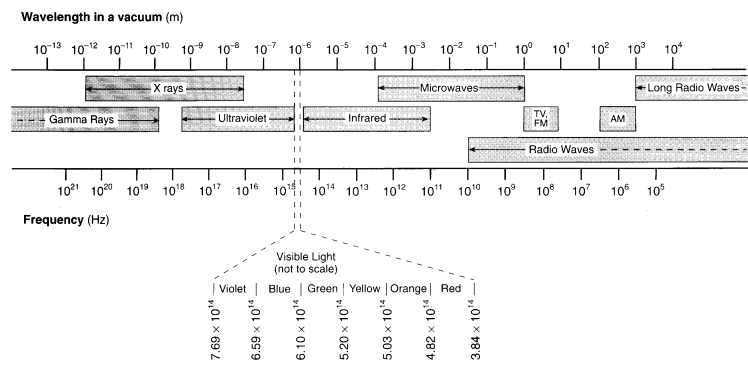 Wavelength in a vacuum (m)
10⁻¹³ 10⁻¹² 10⁻¹¹ 10⁻¹⁰ 10⁻⁹ 10⁻⁸ 10⁻⁷ 10⁻⁶ 10⁻⁵ 10⁻⁴ 10⁻³ 10⁻² 10⁻¹ 10⁰ 10¹ 10² 10³ 10⁴
X rays Microwaves Long Radio Waves
Gamma Rays Ultraviolet Infrared TV, FM AM
Radio Waves
10²¹ 10²⁰ 10¹⁹ 10¹⁸ 10¹⁷ 10¹⁶ 10¹⁵ 10¹⁴ 10¹³ 10¹² 10¹¹ 10¹⁰ 10⁹ 10⁸ 10⁷ 10⁶ 10⁵
Frequency (Hz)
Visible Light
(not to scale)
Violet Blue Green Yellow Orange Red
7.69 × 10¹⁴ 6.59 × 10¹⁴ 6.10 × 10¹⁴ 5.20 × 10¹⁴ 5.03 × 10¹⁴ 4.82 × 10¹⁴ 3.84 × 10¹⁴